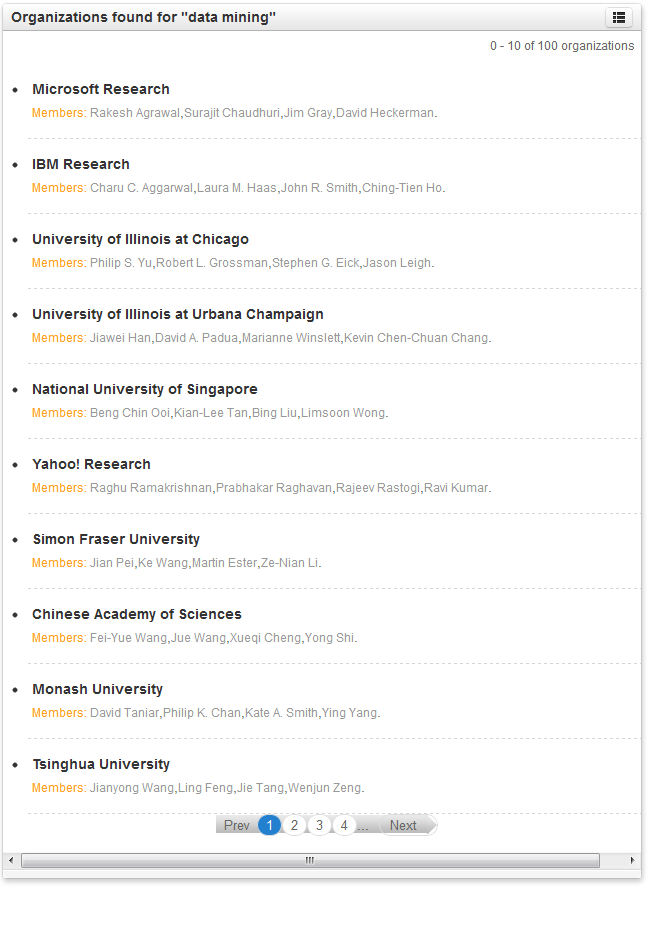 Organizations found for "data mining"
0 - 10 of 100 organizations
Microsoft Research
Members: Rakesh Agrawal,Surajit Chaudhuri,Jim Gray,David Heckerman.
IBM Research
Members: Charu C. Aggarwal,Laura M. Haas,John R. Smith,Ching-Tien Ho.
University of Illinois at Chicago
Members: Philip S. Yu,Robert L. Grossman,Stephen G. Eick,Jason Leigh.
University of Illinois at Urbana Champaign
Members: Jiawei Han,David A. Padua,Marianne Winslett,Kevin Chen-Chuan Chang.
National University of Singapore
Members: Beng Chin Ooi,Kian-Lee Tan,Bing Liu,Limsoon Wong.
Yahoo! Research
Members: Raghu Ramakrishnan,Prabhakar Raghavan,Rajeev Rastogi,Ravi Kumar.
Simon Fraser University
Members: Jian Pei,Ke Wang,Martin Ester,Ze-Nian Li.
Chinese Academy of Sciences
Members: Fei-Yue Wang,Jue Wang,Xueqi Cheng,Yong Shi.
Monash University
Members: David Taniar,Philip K. Chan,Kate A. Smith,Ying Yang.
Tsinghua University
Members: Jianyong Wang,Ling Feng,Jie Tang,Wenjun Zeng.
Prev 1 2 3 4 ... Next